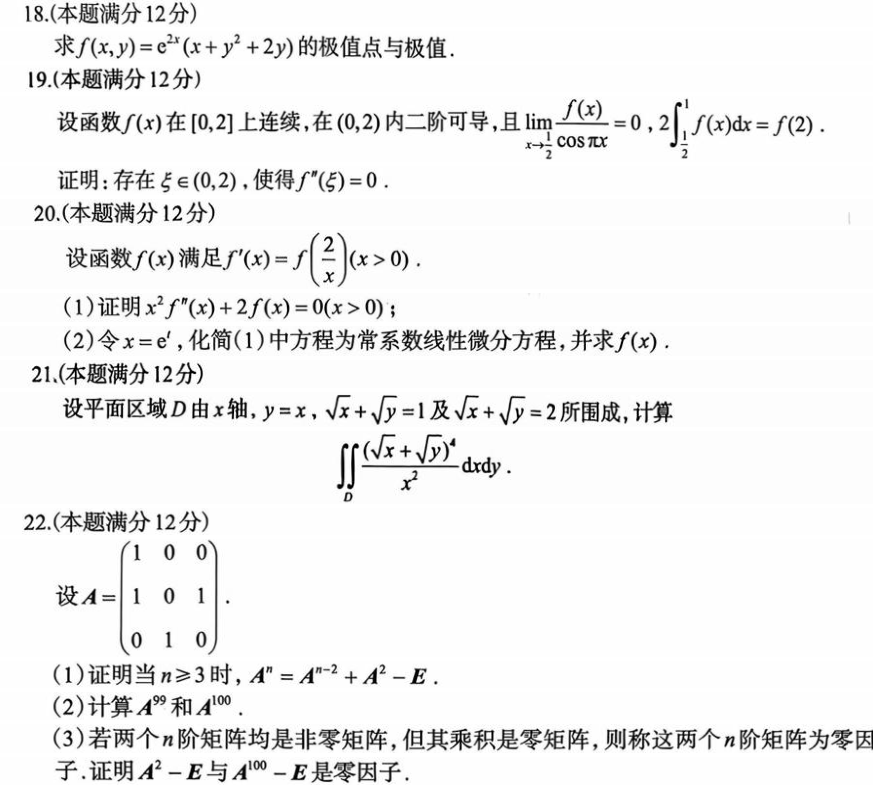 18.(本题满分12分)
求f(x,y)=e^{2x}(x+y²+2y)的极值点与极值.
19.(本题满分12分)
设函数f(x)在[0,2]上连续,在(0,2)内二阶可导,且lim_{x→1/2} f(x)/cos πx =0,2∫_{1/2}^{1} f(x)dx=f(2).
证明:存在ξ∈(0,2),使得f″(ξ)=0.
20.(本题满分12分)
设函数f(x)满足f′(x)=f(2/x)(x>0).
(1)证明x²f″(x)+2f(x)=0(x>0);
(2)令x=e^t,化简(1)中方程为常系数线性微分方程,并求f(x).
21.(本题满分12分)
设平面区域D由x轴,y=x,√x+√y=1及√x+√y=2所围成,计算
∬_D (√x+√y)⁴/x² dxdy.
22.(本题满分12分)
设A=(1 0 0
1 0 1
0 1 0).
(1)证明当n≥3时,A^n=A^{n-2}+A²-E.
(2)计算A^{99}和A^{100}.
(3)若两个n阶矩阵均是非零矩阵,但其乘积是零矩阵,则称这两个n阶矩阵为零因
子.证明A²-E与A^{100}-E是零因子.